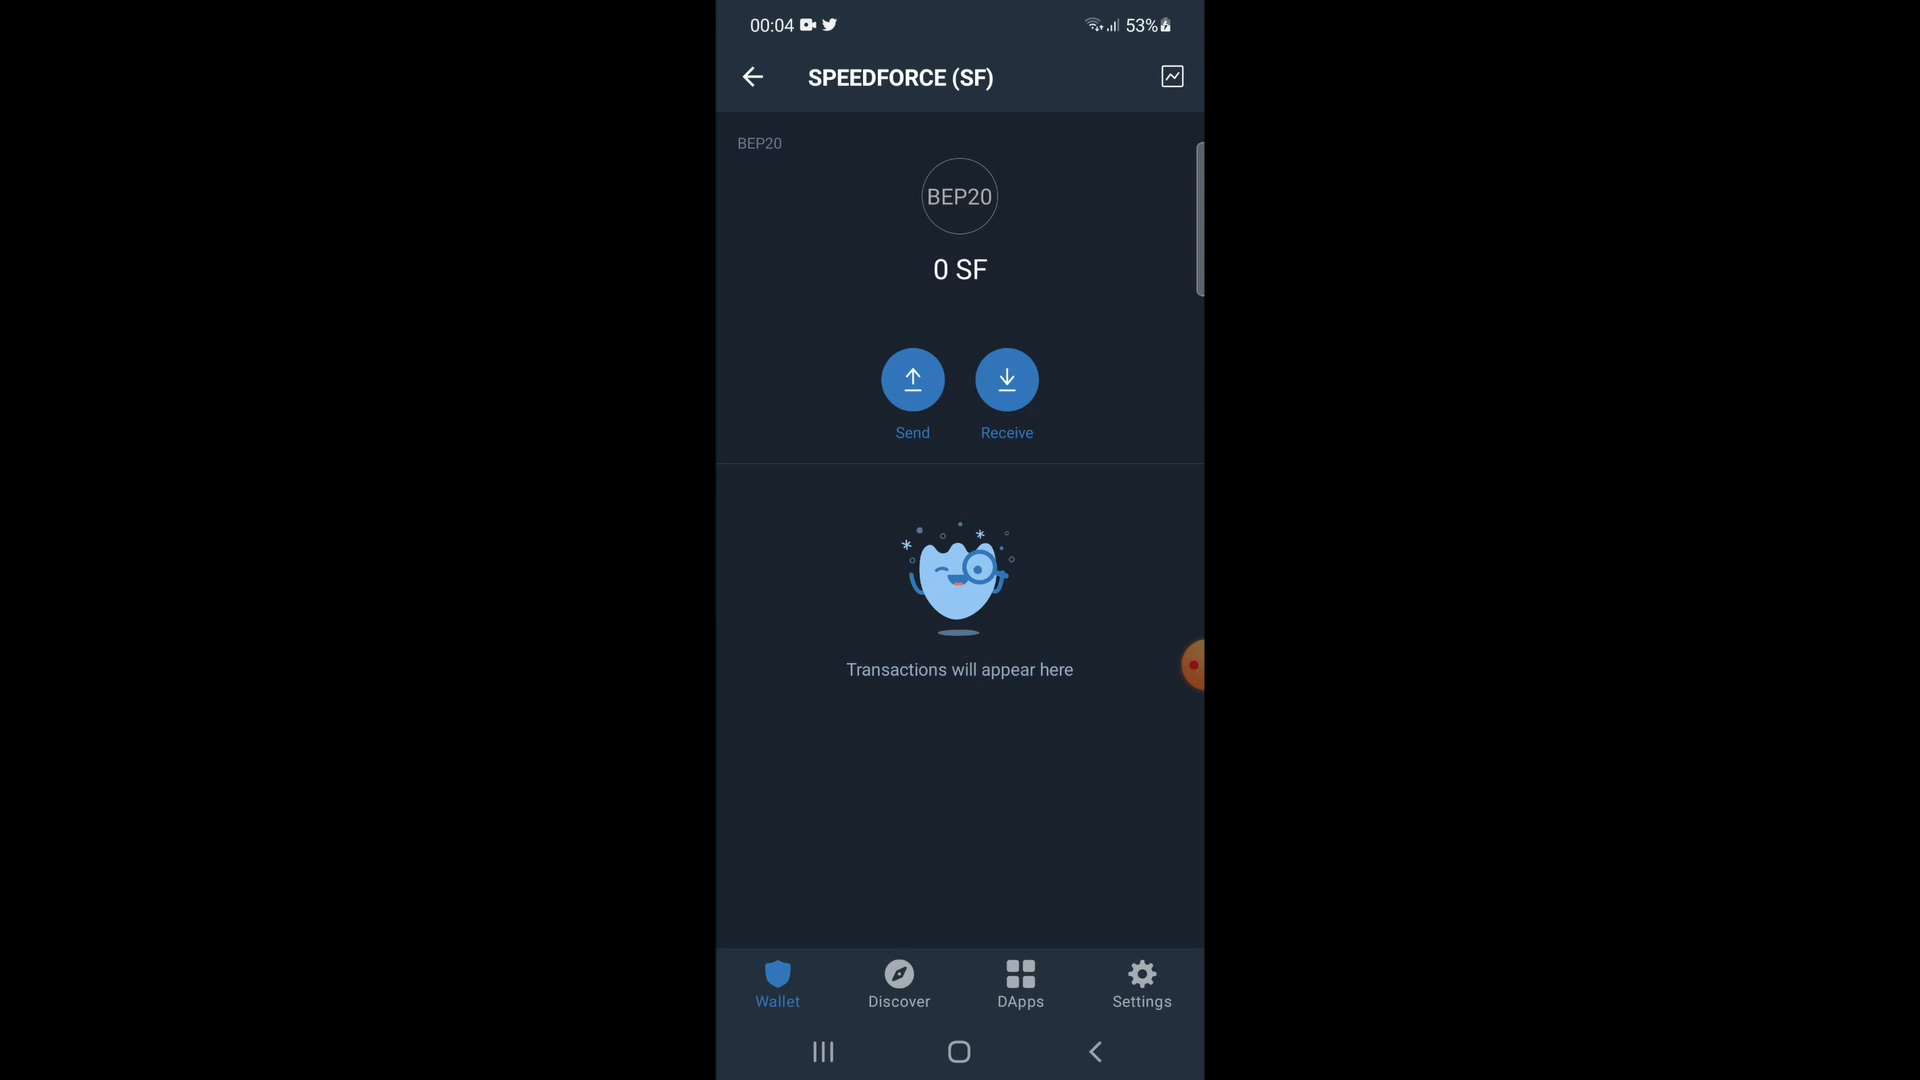 00:04 53%
SPEEDFORCE (SF)
BEP20
BEP20
0 SF
Send Receive
Transactions will appear here
Wallet Discover DApps Settings